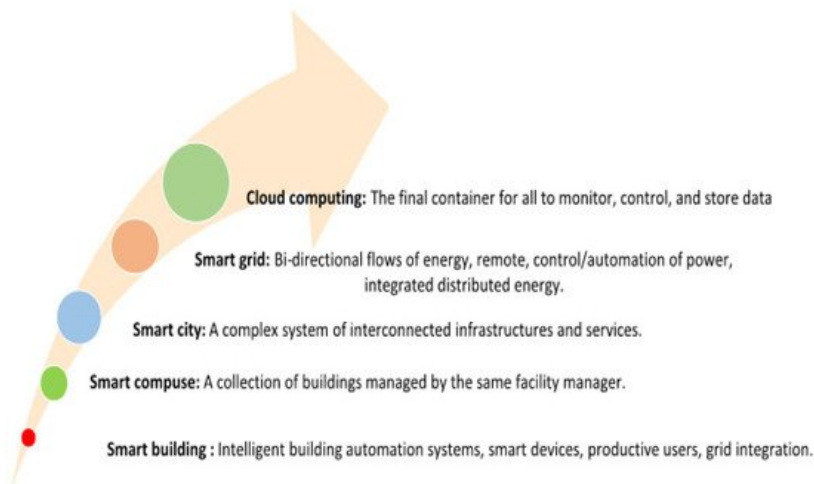 Cloud computing: The final container for all to monitor, control, and store data
Smart grid: Bi-directional flows of energy, remote, control/automation of power,
integrated distributed energy.
Smart city: A complex system of interconnected infrastructures and services.
Smart compuse: A collection of buildings managed by the same facility manager.
Smart building : Intelligent building automation systems, smart devices, productive users, grid integration.